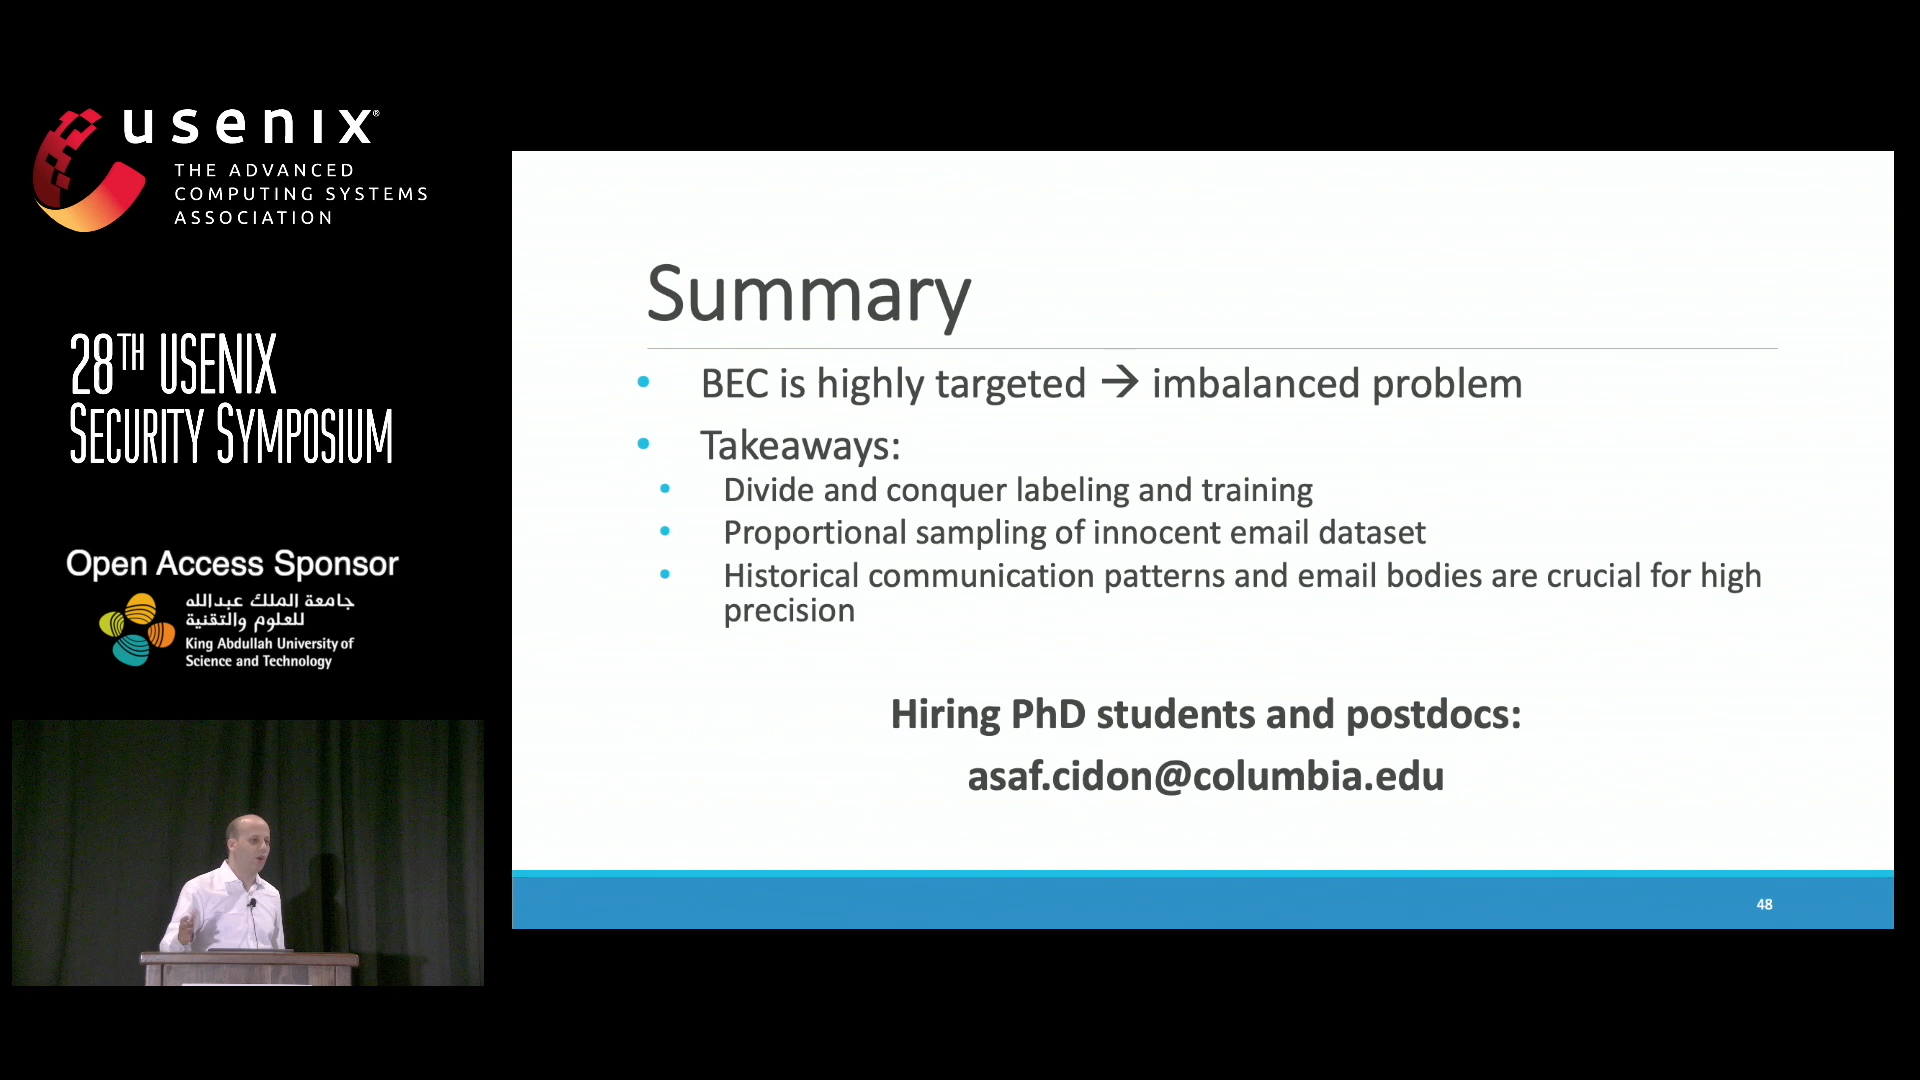 usenix®
THE ADVANCED
COMPUTING SYSTEMS
ASSOCIATION
28TH USENIX
SECURITY SYMPOSIUM
Open Access Sponsor
جامعة الملك عبدالله
للعلوم والتقنية
King Abdullah University of
Science and Technology
Summary
• BEC is highly targeted → imbalanced problem
• Takeaways:
• Divide and conquer labeling and training
• Proportional sampling of innocent email dataset
• Historical communication patterns and email bodies are crucial for high
precision
Hiring PhD students and postdocs:
asaf.cidon@columbia.edu
48